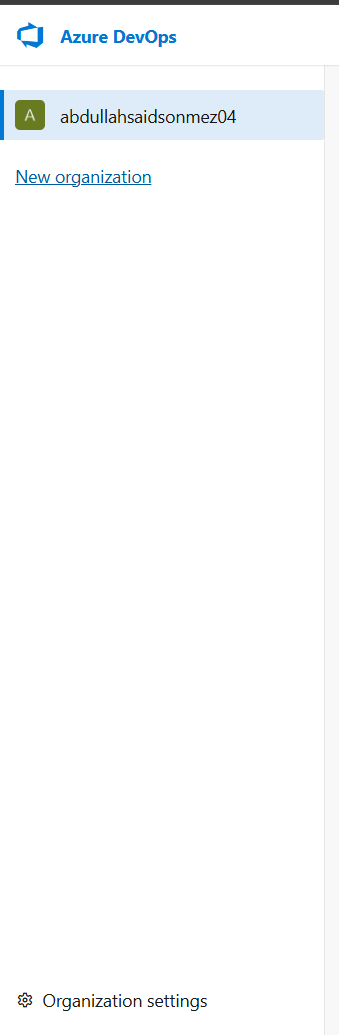 Azure DevOps
A
abdullahsaidsonmez04
New organization
Organization settings